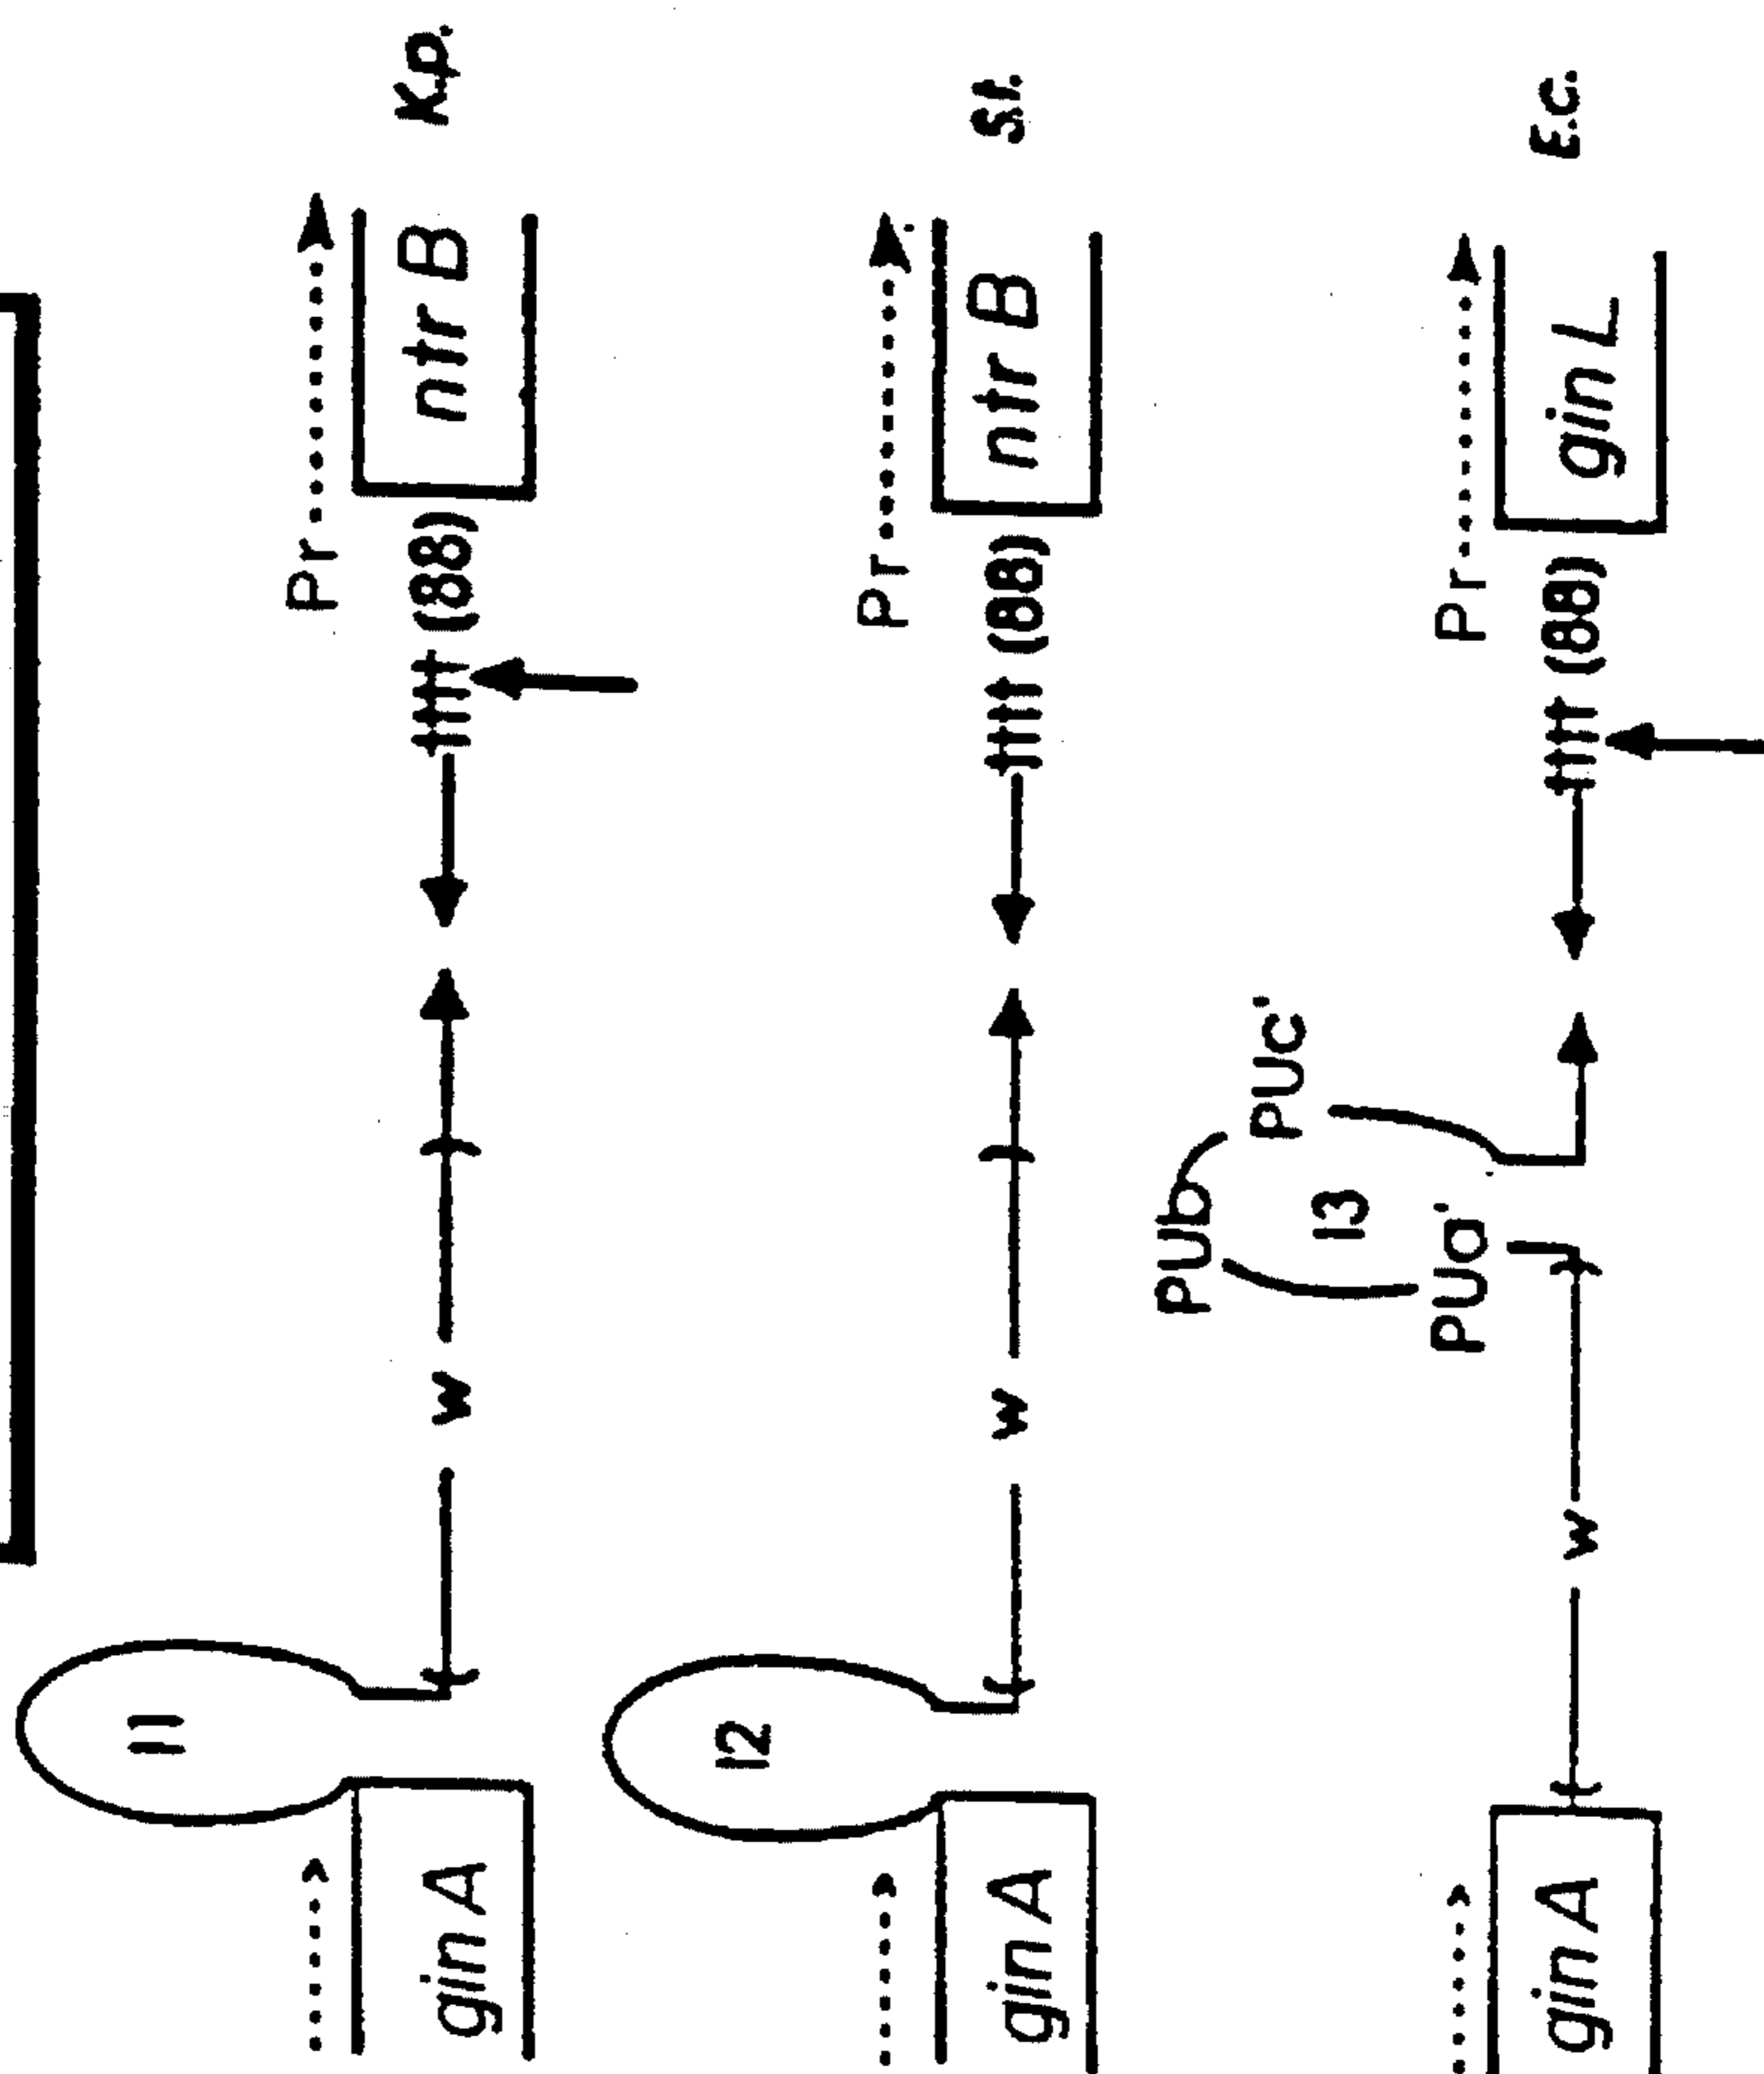 11
Pr
gin A w (88) ntr B K.p.
12
Pr
gin A w (88) ntr B S.t.
PUb
PUc'
13
PUa' Pr
gin A w (88) gin L E.c.